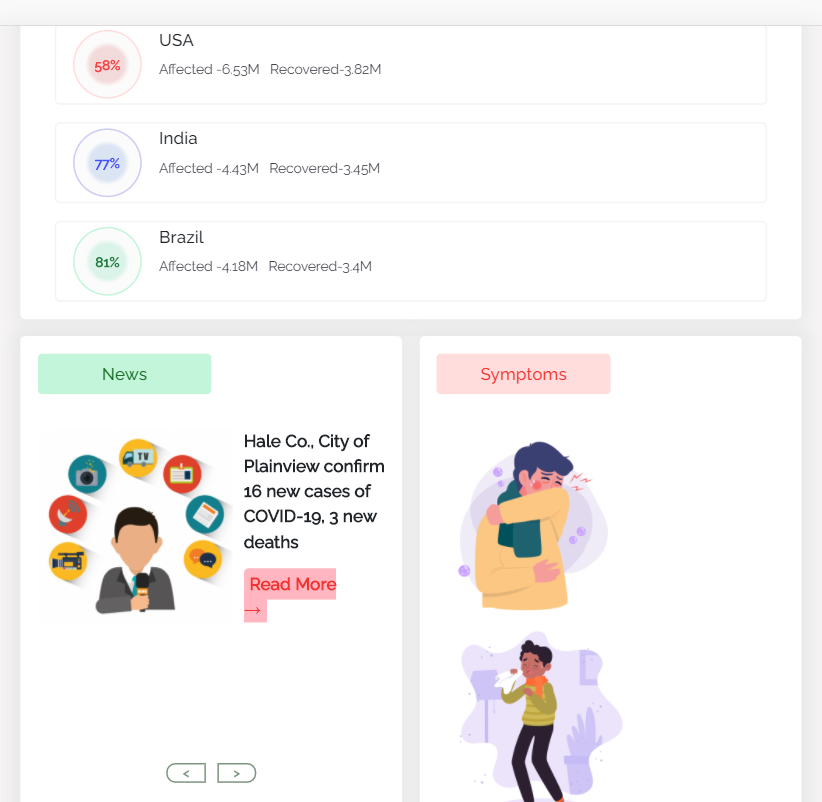 USA
58%
Affected -6.53M Recovered-3.82M
India
77%
Affected -4.43M Recovered-3.45M
Brazil
81%
Affected -4.18M Recovered-3.4M
News
Hale Co., City of
Plainview confirm
16 new cases of
COVID-19, 3 new
deaths
Read More
→
TV
< >
Symptoms